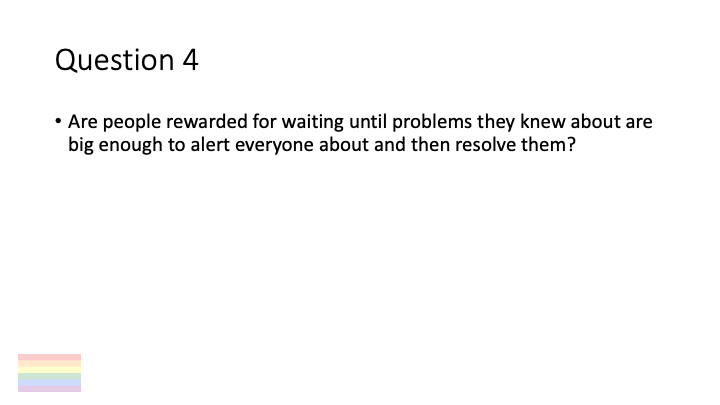 Question 4
• Are people rewarded for waiting until problems they knew about are
big enough to alert everyone about and then resolve them?